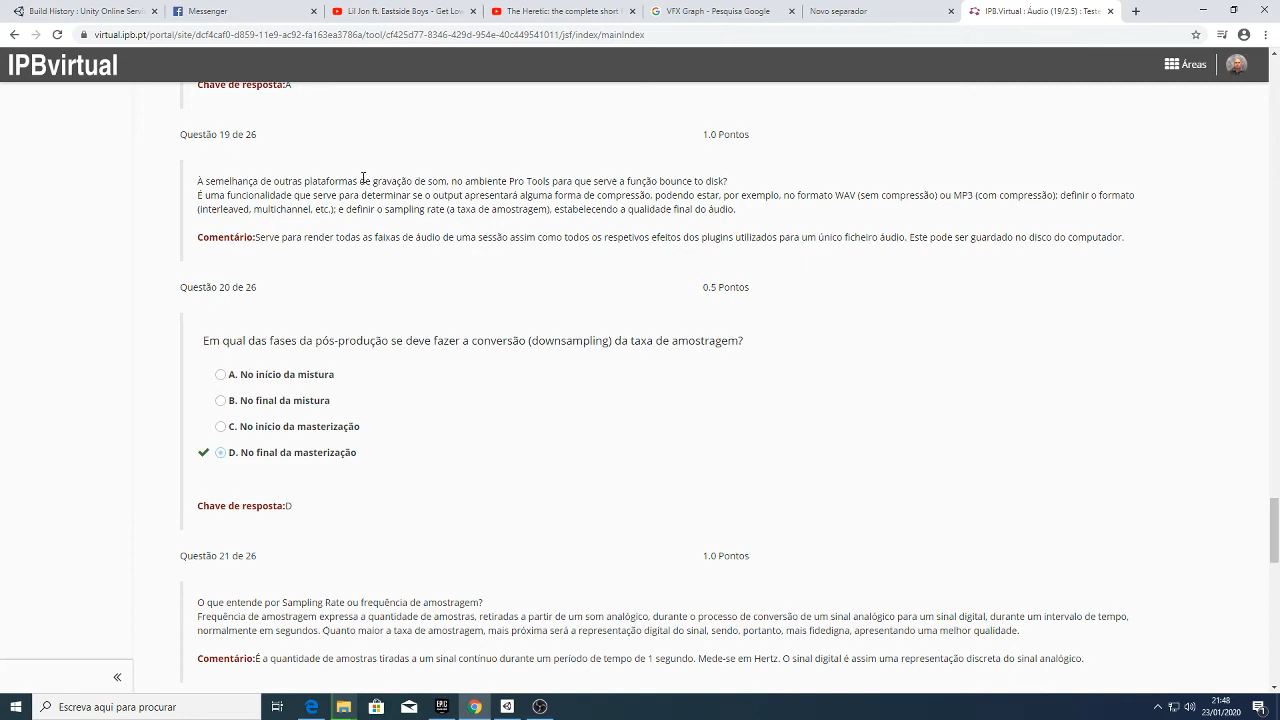 Build History : Unity Online Servi
Messenger
Lil Jon ft. Eastside Boys - Get Low
The Heretic: the complete short f
VFX Graph - Pesquisa Google
Novo separador
IPB.Virtual : Áudio (19/2.5) : Teste
virtual.ipb.pt/portal/site/dcf4caf0-d859-11e9-ac92-fa163ea3786a/tool/cf425d77-8346-429d-954e-40c449541011/jsf/index/mainIndex
IPBvirtual
Áreas
Chave de resposta:A
Questão 19 de 26
1.0 Pontos
À semelhança de outras plataformas de gravação de som, no ambiente Pro Tools para que serve a função bounce to disk?
É uma funcionalidade que serve para determinar se o output apresentará alguma forma de compressão, podendo estar, por exemplo, no formato WAV (sem compressão) ou MP3 (com compressão); definir o formato
(interleaved, multichannel, etc.); e definir o sampling rate (a taxa de amostragem), estabelecendo a qualidade final do áudio.
Comentário:Serve para render todas as faixas de áudio de uma sessão assim como todos os respetivos efeitos dos plugins utilizados para um único ficheiro áudio. Este pode ser guardado no disco do computador.
Questão 20 de 26
0.5 Pontos
Em qual das fases da pós-produção se deve fazer a conversão (downsampling) da taxa de amostragem?
A. No início da mistura
B. No final da mistura
C. No início da masterização
D. No final da masterização
Chave de resposta:D
Questão 21 de 26
1.0 Pontos
O que entende por Sampling Rate ou frequência de amostragem?
Frequência de amostragem expressa a quantidade de amostras, retiradas a partir de um som analógico, durante o processo de conversão de um sinal analógico para um sinal digital, durante um intervalo de tempo,
normalmente em segundos. Quanto maior a taxa de amostragem, mais próxima será a representação digital do sinal, sendo, portanto, mais fidedigna, apresentando uma melhor qualidade.
Comentário:É a quantidade de amostras tiradas a um sinal contínuo durante um período de tempo de 1 segundo. Mede-se em Hertz. O sinal digital é assim uma representação discreta do sinal analógico.
Escreva aqui para procurar
21:48
23/01/2020